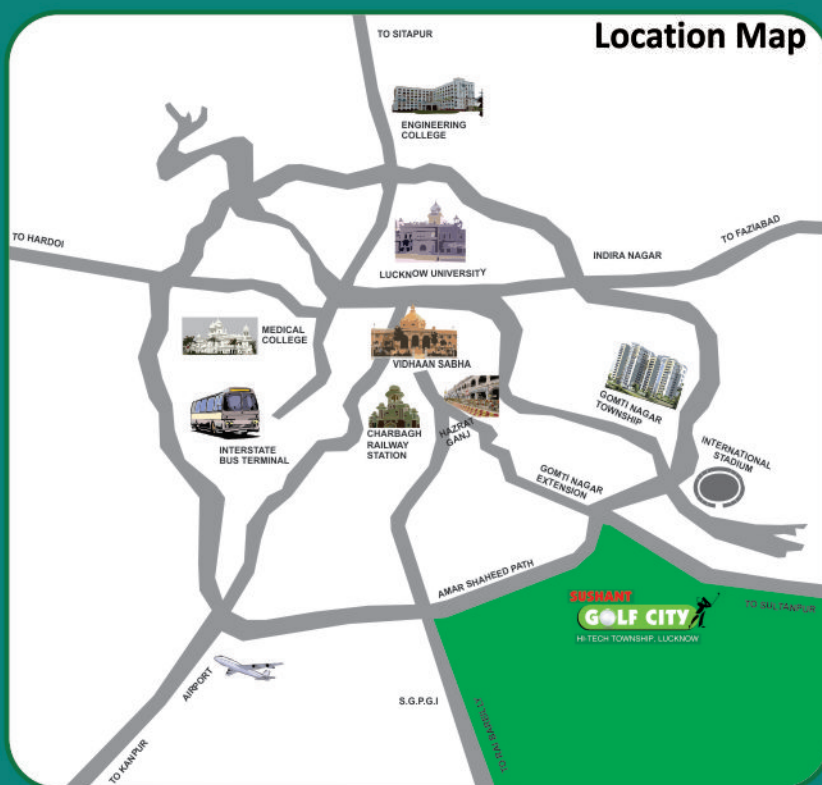 Location Map
TO SITAPUR
ENGINEERING
COLLEGE
TO HARDOI
TO FAZIABAD
INDIRA NAGAR
LUCKNOW UNIVERSITY
MEDICAL
COLLEGE
VIDHAAN SABHA
GOMTI NAGAR
TOWNSHIP
INTERSTATE
BUS TERMINAL
CHARBAGH
RAILWAY
STATION
HAZRAT
GANJ
INTERNATIONAL
STADIUM
GOMTI NAGAR
EXTENSION
AMAR SHAHEED PATH
SUSHANT
GOLF CITY
HI-TECH TOWNSHIP, LUCKNOW
TO SULTANPUR
AIRPORT
S.G.P.G.I
TO RAI BAREILLY
TO KANPUR